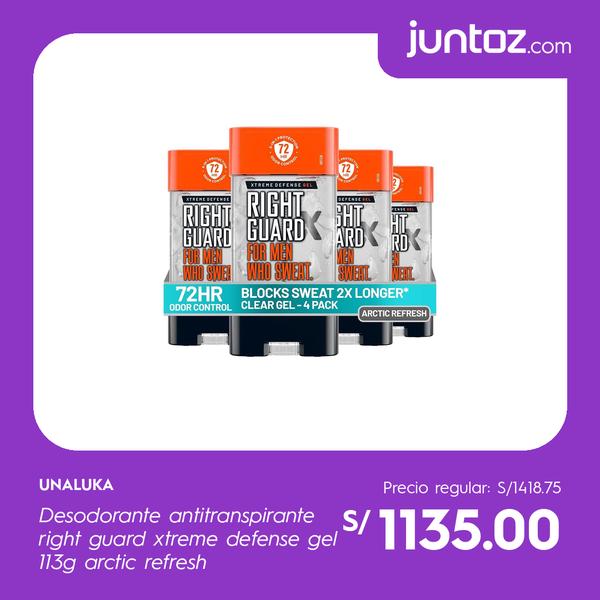 juntoz.com
72
HR
XTREME DEFENSE GEL
RIGHT
GUARD X
FOR MEN
WHO SWEAT.
72HR
ODOR CONTROL
BLOCKS SWEAT 2X LONGER*
CLEAR GEL - 4 PACK
ARCTIC REFRESH
UNALUKA
Desodorante antitranspirante
right guard xtreme defense gel
113g arctic refresh
Precio regular: S/1418.75
S/ 1135.00